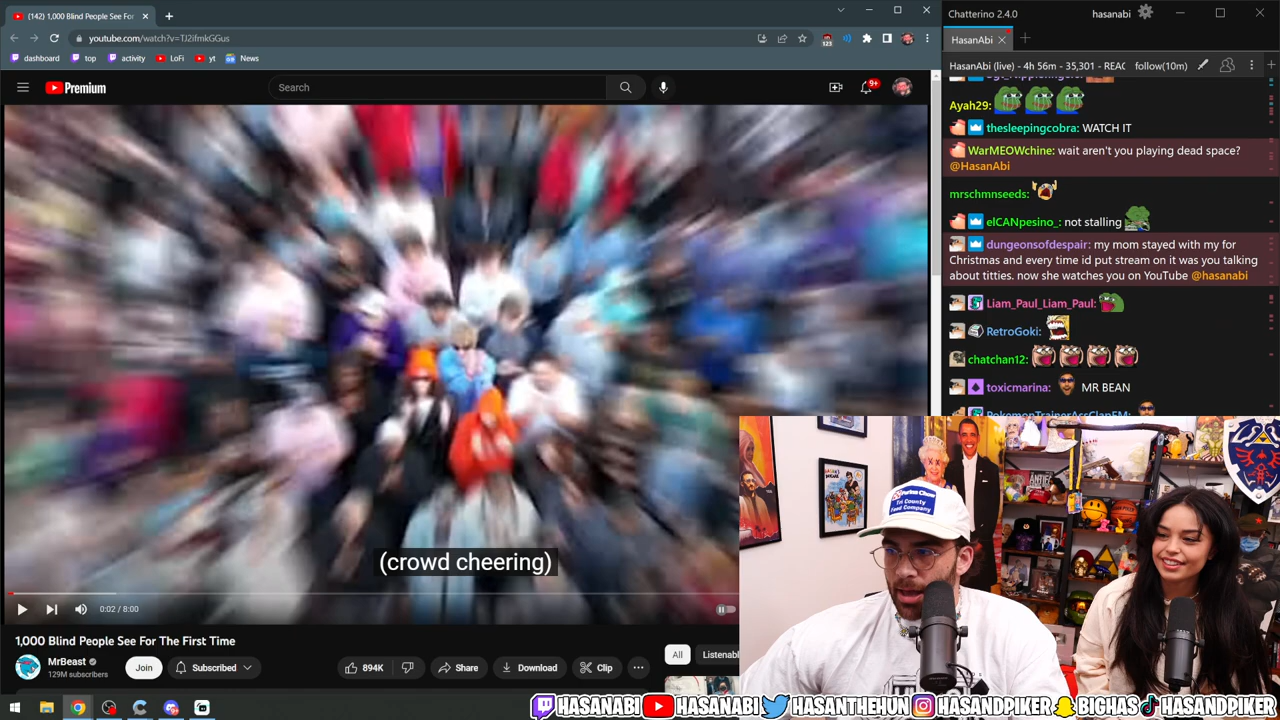 (142) 1,000 Blind People See For
youtube.com/watch?v=TJ2ifmkGGus
dashboard
top
activity
LoFi
yt
News
123
Premium
Search
9+
(crowd cheering)
0:02 / 8:00
1,000 Blind People See For The First Time
MrBeast
129M subscribers
Join
Subscribed
894K
Share
Download
Clip
All
Listenable
Chatterino 2.4.0
hasanabi
HasanAbi
HasanAbi (live) - 4h 56m - 35,301 - REAC
follow(10m)
Ayah29:
thesleepingcobra: WATCH IT
WarMEOWchine: wait aren't you playing dead space?
@HasanAbi
mrschmnseeds:
elCANpesino_: not stalling
dungeonsofdespair: my mom stayed with my for
Christmas and every time id put stream on it was you talking
about titties. now she watches you on YouTube @hasanabi
Liam_Paul_Liam_Paul:
RetroGoki:
chatchan12:
toxicmarina: MR BEAN
Tri County
Feed Company
HASANABI
HASANABI
HASANTHEHUN
HASANDPIKER
BIGHAS
HASANDPIKER